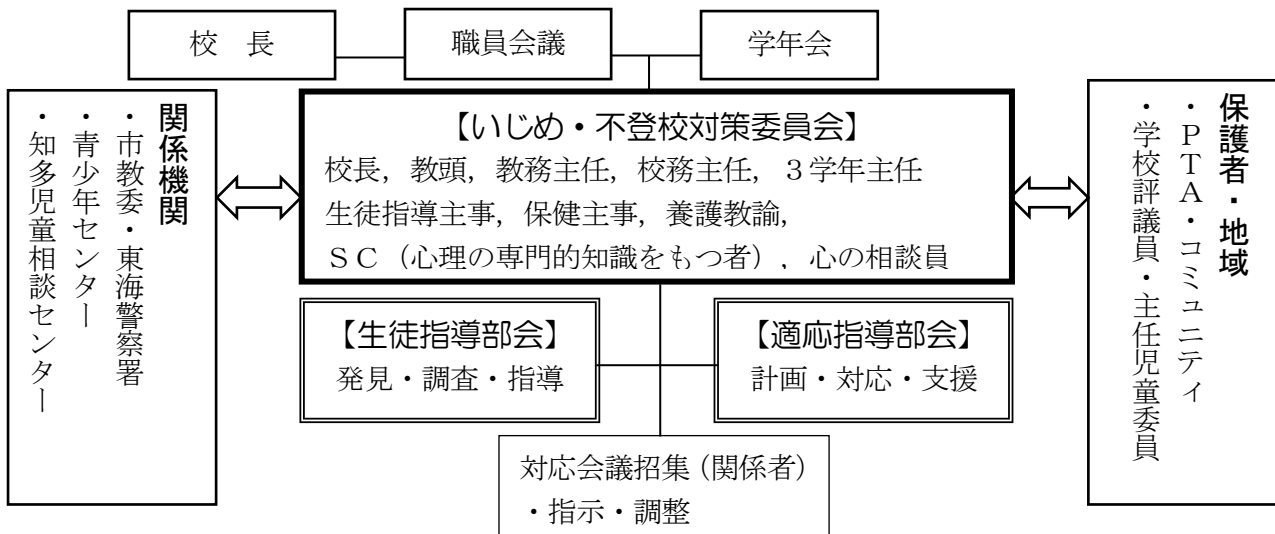 校　長
職員会議
学年会
【いじめ・不登校対策委員会】
校長，教頭，教務主任，校務主任，３学年主任
生徒指導主事，保健主事，養護教諭，
ＳＣ（心理の専門的知識をもつ者），心の相談員
関係機関
・市教委・東海警察署
・青少年センター
・知多児童相談センター
保護者・地域
・ＰＴＡ・コミュニティ
・学校評議員・主任児童委員
【生徒指導部会】
発見・調査・指導
【適応指導部会】
計画・対応・支援
対応会議招集（関係者）
・指示・調整